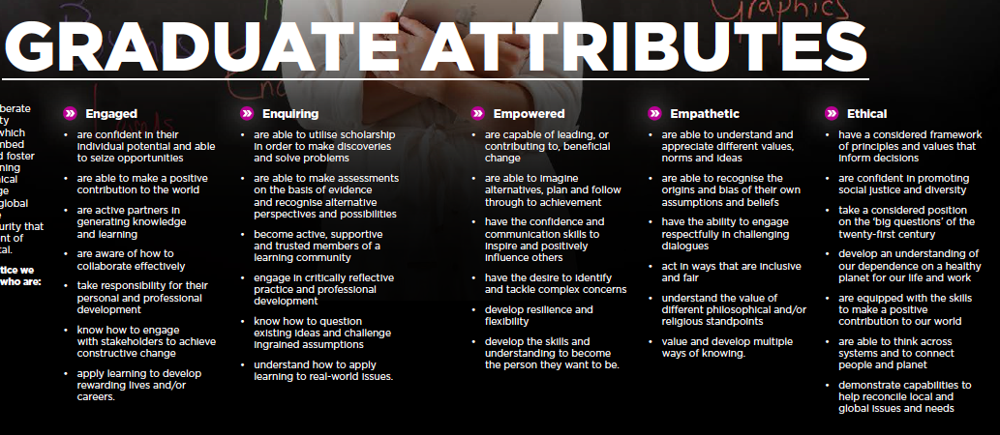 Graphics
GRADUATE ATTRIBUTES
berate
ty
which
nbed
d foster
ning
ical
ge
global
e
urity that
nt of
cal.
tice we
who are:
» Engaged
• are confident in their
individual potential and able
to seize opportunities
• are able to make a positive
contribution to the world
• are active partners in
generating knowledge
and learning
• are aware of how to
collaborate effectively
• take responsibility for their
personal and professional
development
• know how to engage
with stakeholders to achieve
constructive change
• apply learning to develop
rewarding lives and/or
careers.
» Enquiring
• are able to utilise scholarship
in order to make discoveries
and solve problems
• are able to make assessments
on the basis of evidence
and recognise alternative
perspectives and possibilities
• become active, supportive
and trusted members of a
learning community
• engage in critically reflective
practice and professional
development
• know how to question
existing ideas and challenge
ingrained assumptions
• understand how to apply
learning to real-world issues.
» Empowered
• are capable of leading, or
contributing to, beneficial
change
• are able to imagine
alternatives, plan and follow
through to achievement
• have the confidence and
communication skills to
inspire and positively
influence others
• have the desire to identify
and tackle complex concerns
• develop resilience and
flexibility
• develop the skills and
understanding to become
the person they want to be.
» Empathetic
• are able to understand and
appreciate different values,
norms and ideas
• are able to recognise the
origins and bias of their own
assumptions and beliefs
• have the ability to engage
respectfully in challenging
dialogues
• act in ways that are inclusive
and fair
• understand the value of
different philosophical and/or
religious standpoints
• value and develop multiple
ways of knowing.
» Ethical
• have a considered framework
of principles and values that
inform decisions
• are confident in promoting
social justice and diversity
• take a considered position
on the 'big questions' of the
twenty-first century
• develop an understanding of
our dependence on a healthy
planet for our life and work
• are equipped with the skills
to make a positive
contribution to our world
• are able to think across
systems and to connect
people and planet
• demonstrate capabilities to
help reconcile local and
global issues and needs